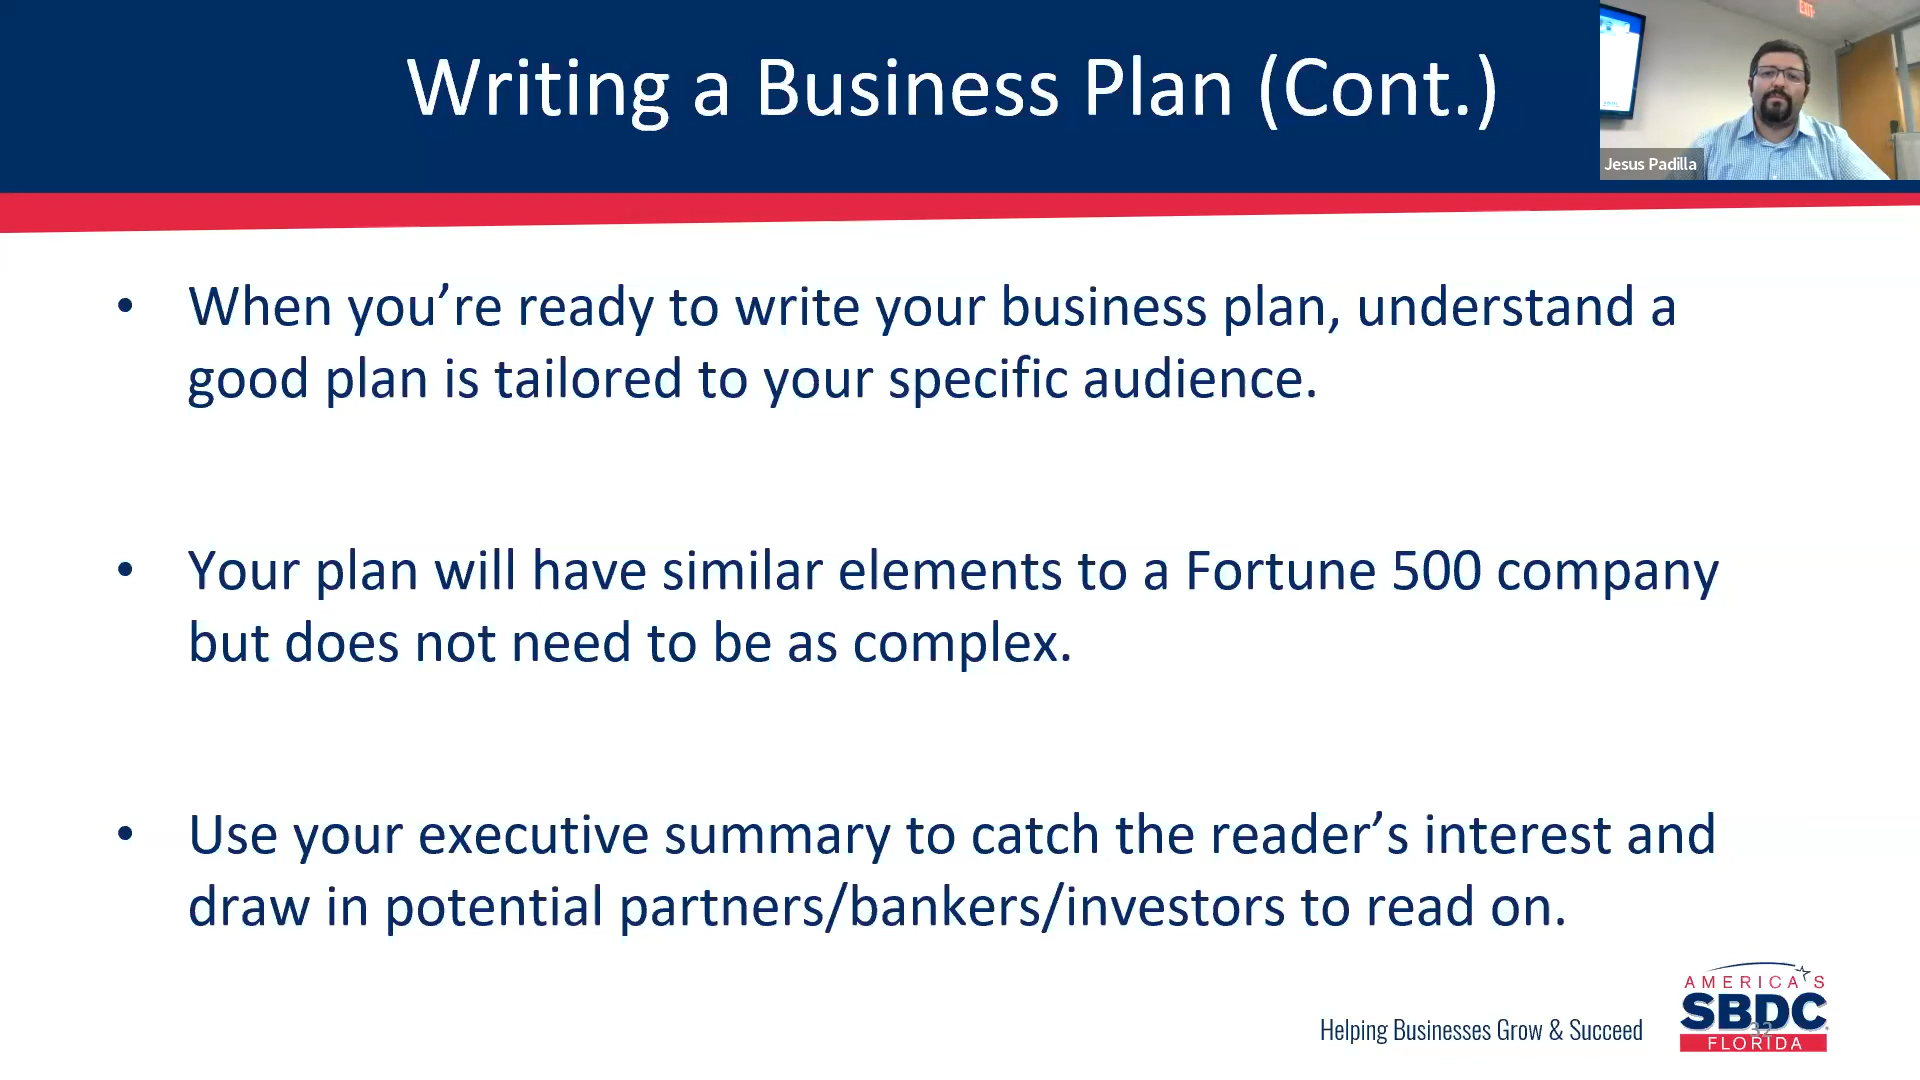 Writing a Business Plan (Cont.)
EXIT
Jesus Padilla
• When you’re ready to write your business plan, understand a
good plan is tailored to your specific audience.
• Your plan will have similar elements to a Fortune 500 company
but does not need to be as complex.
• Use your executive summary to catch the reader’s interest and
draw in potential partners/bankers/investors to read on.
Helping Businesses Grow & Succeed
AMERICA'S
SBDC
32
FLORIDA